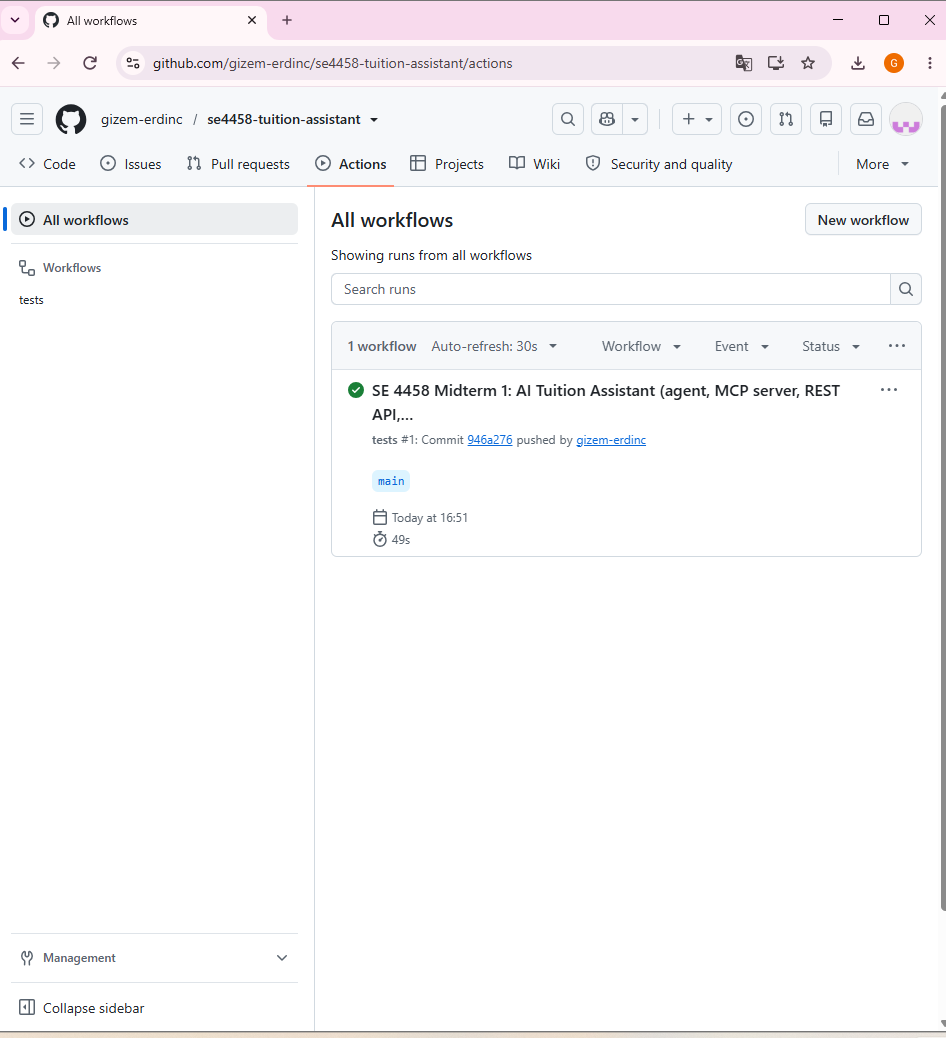 All workflows
github.com/gizem-erdinc/se4458-tuition-assistant/actions
G
gizem-erdinc / se4458-tuition-assistant
Code Issues Pull requests Actions Projects Wiki Security and quality More
All workflows
Workflows
tests
All workflows
New workflow
Showing runs from all workflows
Search runs
1 workflow Auto-refresh: 30s Workflow Event Status
SE 4458 Midterm 1: AI Tuition Assistant (agent, MCP server, REST
API,...
tests #1: Commit 946a276 pushed by gizem-erdinc
main
Today at 16:51
49s
Management
Collapse sidebar